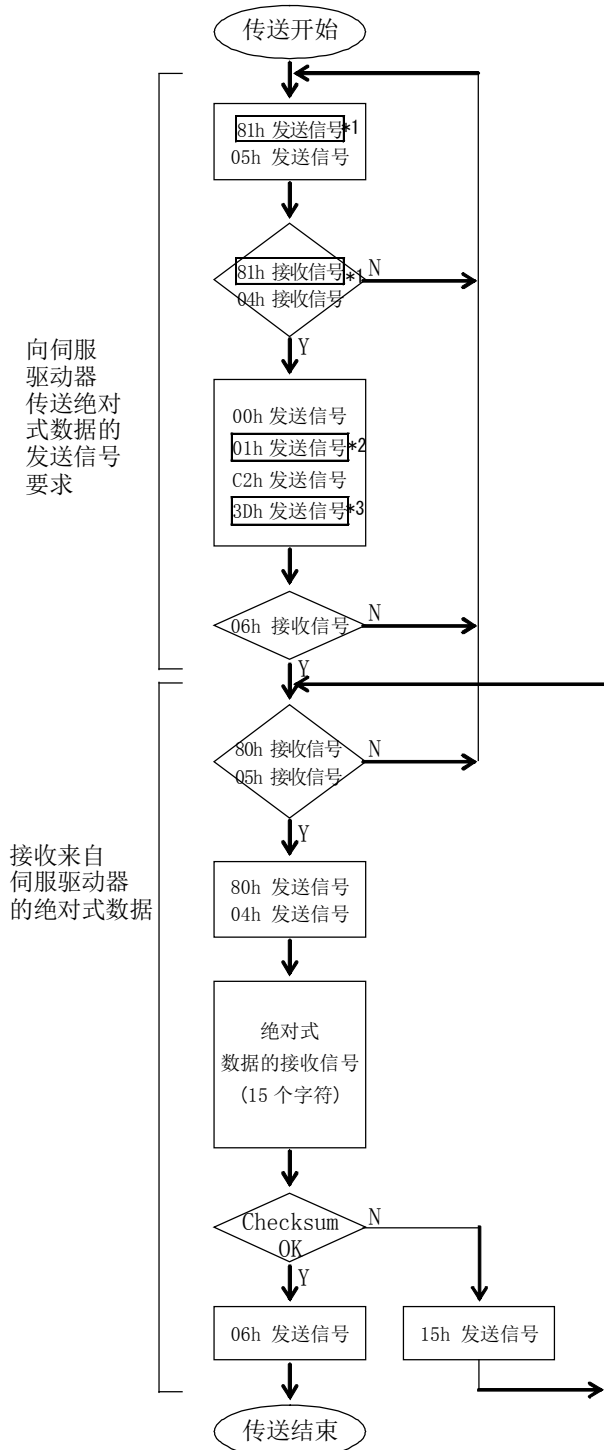 传送开始
81h 发送信号*1
05h 发送信号
81h 接收信号*1
N
04h 接收信号
Y
向伺服
驱动器
传送绝对
式数据的
发送信号
要求
00h 发送信号
01h 发送信号*2
C2h 发送信号
3Dh 发送信号*3
06h 接收信号
N
Y
80h 接收信号
N
05h 接收信号
Y
接收来自
伺服驱动器
的绝对式数据
80h 发送信号
04h 发送信号
绝对式
数据的接收信号
(15 个字符)
Checksum
OK
N
Y
06h 发送信号
15h 发送信号
传送结束